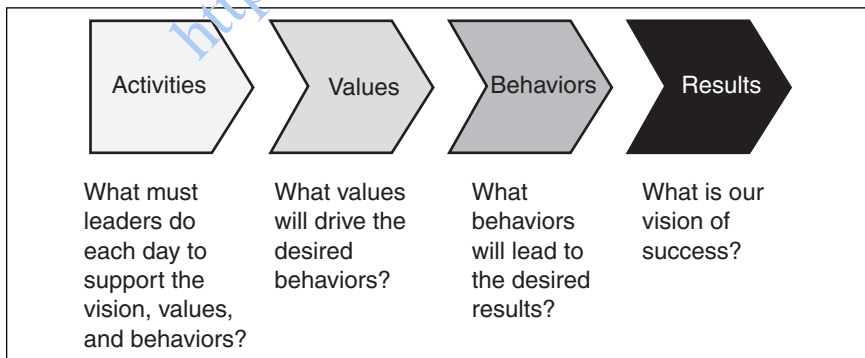 Activities
Values
Behaviors
Results
What must
leaders do
each day to
support the
vision, values,
and behaviors?
What values
will drive the
desired
behaviors?
What
behaviors
will lead to
the desired
results?
What is our
vision of
success?
http